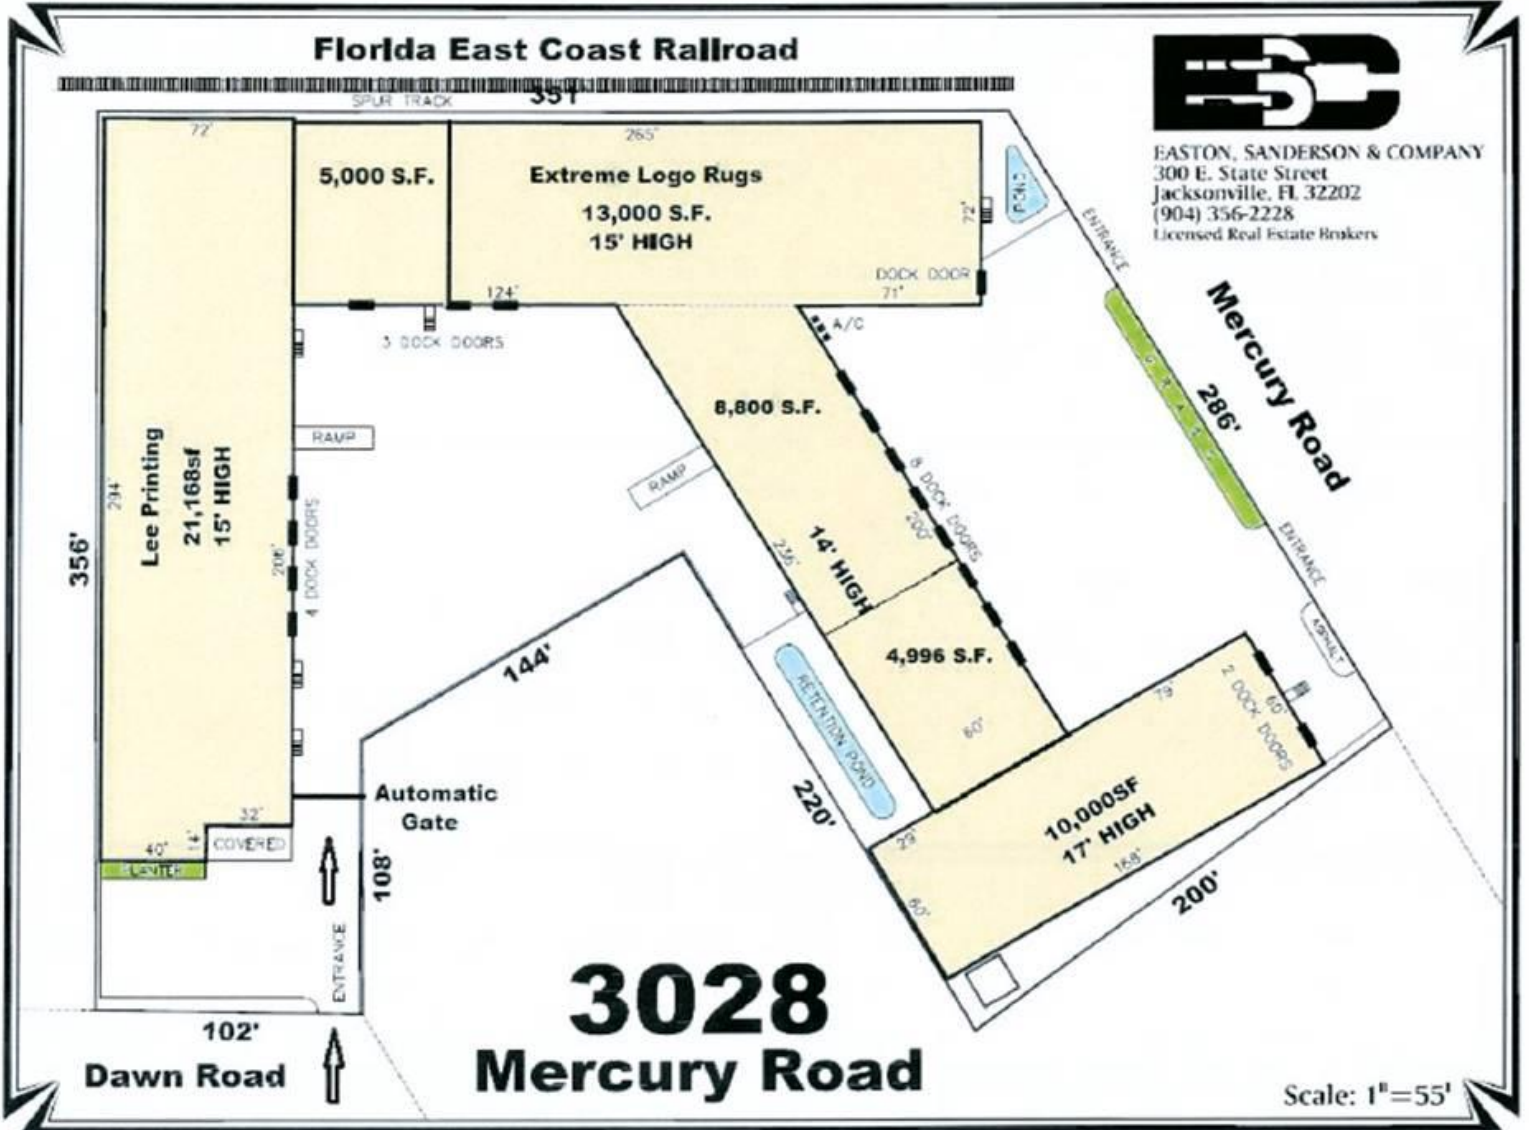 Florida East Coast Railroad
351'
SPUR TRACK
ESC
EASTON, SANDERSON & COMPANY
300 E. State Street
Jacksonville, Fl. 32202
(904) 356-2228
Licensed Real Estate Brokers
72'
5,000 S.F.
265'
Extreme Logo Rugs
13,000 S.F.
15' HIGH
72'
DOCK DOOR
71'
124'
3 DOCK DOORS
POND
ENTRANCE
Mercury Road
286'
GRASS
ENTRANCE
ASPHALT
A/C
8,800 S.F.
8 DOCK DOORS
200'
14' HIGH
236'
RAMP
RAMP
Lee Printing
21,168sf
15' HIGH
294'
356'
206'
4 DOCK DOORS
144'
4,996 S.F.
60'
RETENTION POND
220'
79'
2 DOCK DOORS
60'
10,000SF
17' HIGH
168'
29'
60'
200'
Automatic
Gate
32'
14'
COVERED
40'
PLANTER
108'
ENTRANCE
102'
Dawn Road
3028
Mercury Road
Scale: 1"=55'